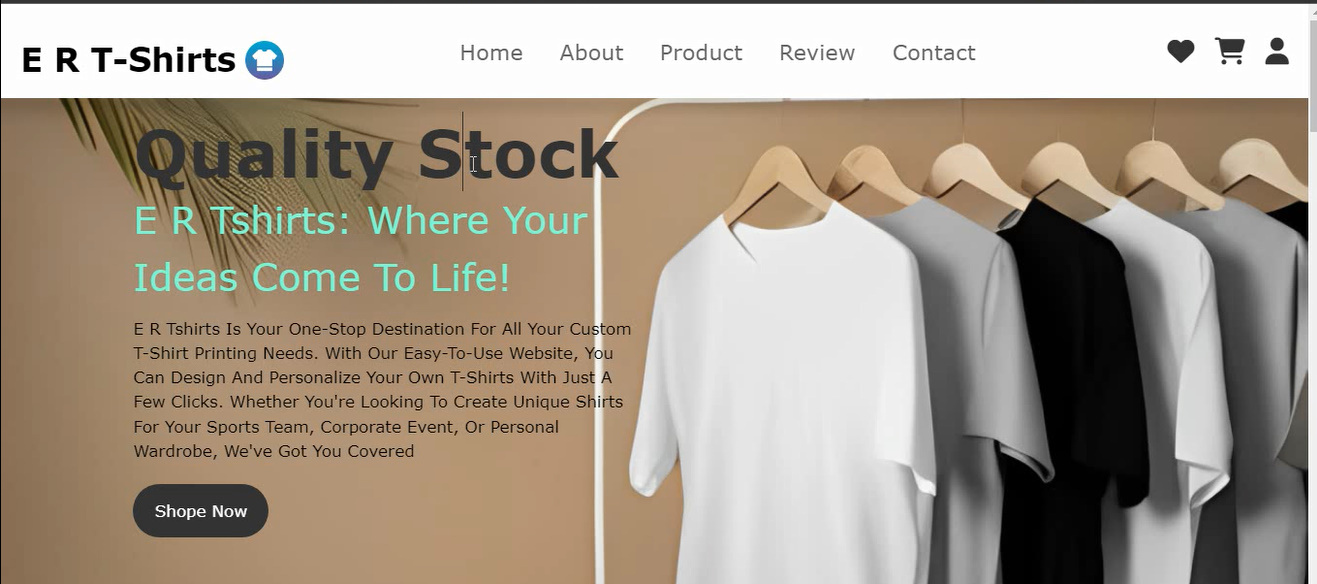 E R T-Shirts
Home About Product Review Contact
Quality Stock
E R Tshirts: Where Your
Ideas Come To Life!
E R Tshirts Is Your One-Stop Destination For All Your Custom
T-Shirt Printing Needs. With Our Easy-To-Use Website, You
Can Design And Personalize Your Own T-Shirts With Just A
Few Clicks. Whether You're Looking To Create Unique Shirts
For Your Sports Team, Corporate Event, Or Personal
Wardrobe, We've Got You Covered
Shope Now